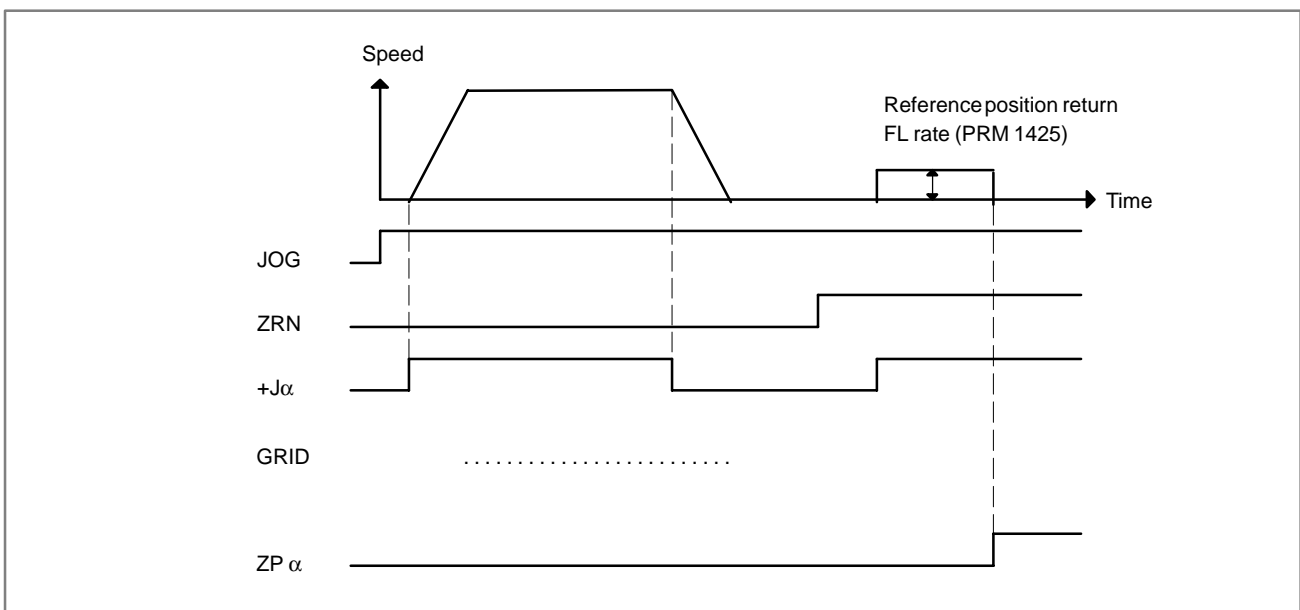 Speed
Reference position return
FL rate (PRM 1425)
Time
JOG
ZRN
+Jα
GRID
ZP α